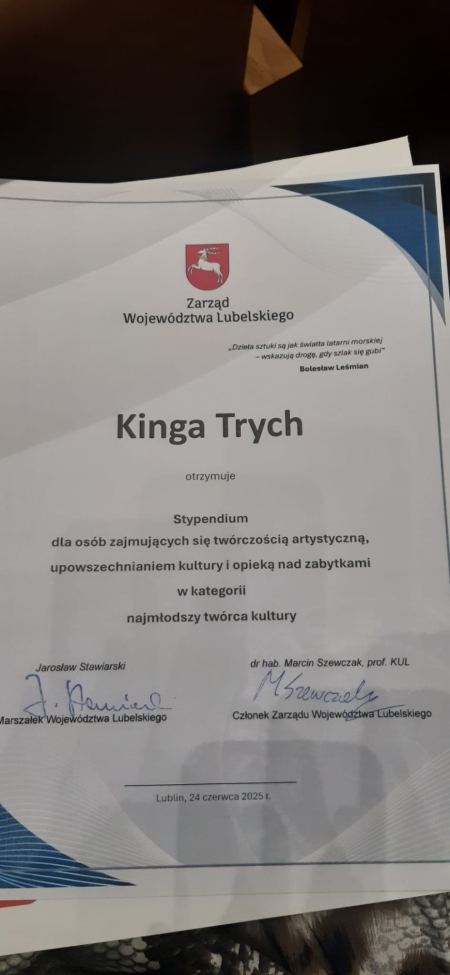 Zarząd
Województwa Lubelskiego
„Dzieła sztuki są jak światła latarni morskiej
– wskazują drogę, gdy szlak się gubi”
Bolesław Leśmian
Kinga Trych
otrzymuje
Stypendium
dla osób zajmujących się twórczością artystyczną,
upowszechnianiem kultury i opieką nad zabytkami
w kategorii
najmłodszy twórca kultury
Jarosław Stawiarski
dr hab. Marcin Szewczak, prof. KUL
MSzewczak
Marszałek Województwa Lubelskiego
Członek Zarządu Województwa Lubelskiego
Lublin, 24 czerwca 2025 r.